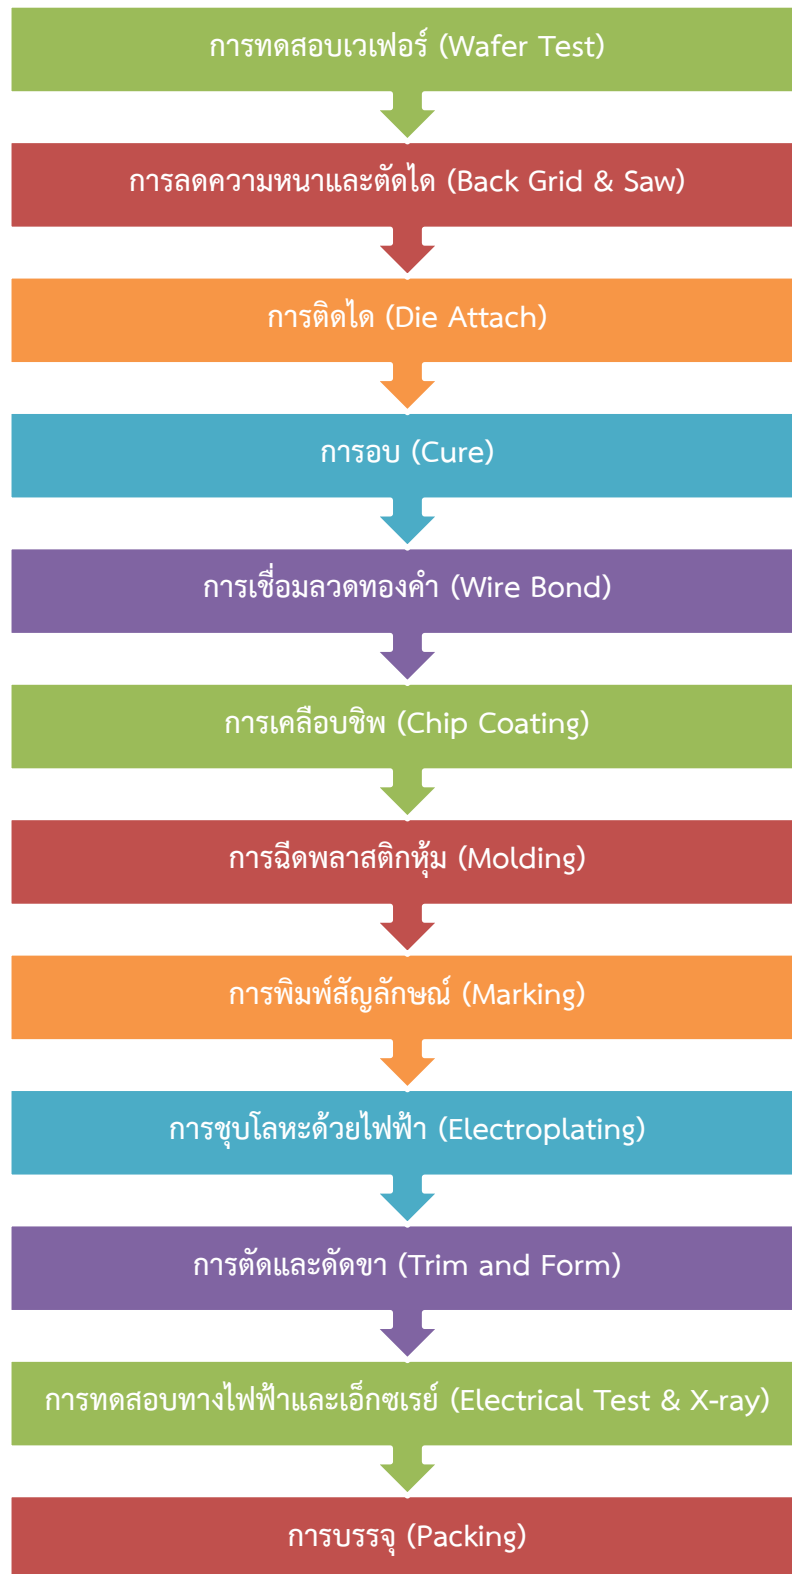 การทดสอบเวเฟอร์ (Wafer Test)
การลดความหนาและตัดได (Back Grid & Saw)
การติดได (Die Attach)
การอบ (Cure)
การเชื่อมลวดทองคำ (Wire Bond)
การเคลือบชิพ (Chip Coating)
การฉีดพลาสติกหุ้ม (Molding)
การพิมพ์สัญลักษณ์ (Marking)
การชุบโลหะด้วยไฟฟ้า (Electroplating)
การตัดและดัดขา (Trim and Form)
การทดสอบทางไฟฟ้าและเอ็กซเรย์ (Electrical Test & X-ray)
การบรรจุ (Packing)